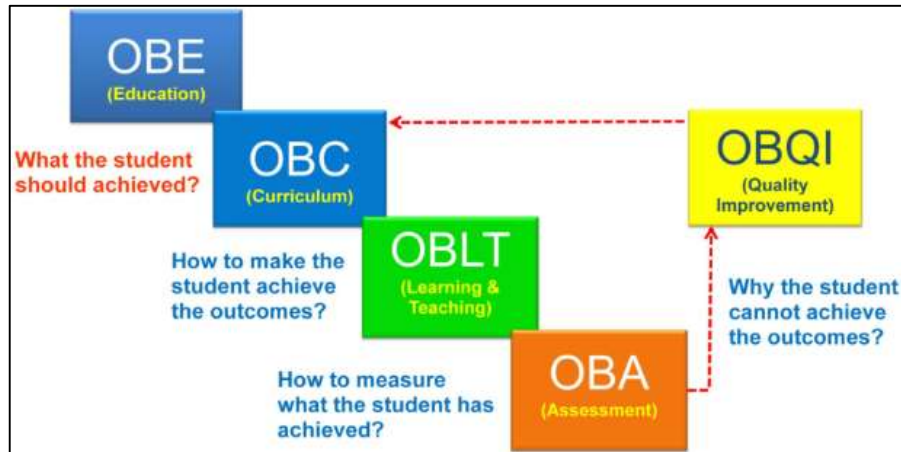 OBE
(Education)
What the student
should achieved?
OBC
(Curriculum)
OBQI
(Quality
Improvement)
How to make the
student achieve
the outcomes?
OBLT
(Learning &
Teaching)
Why the student
cannot achieve
the outcomes?
How to measure
what the student has
achieved?
OBA
(Assessment)